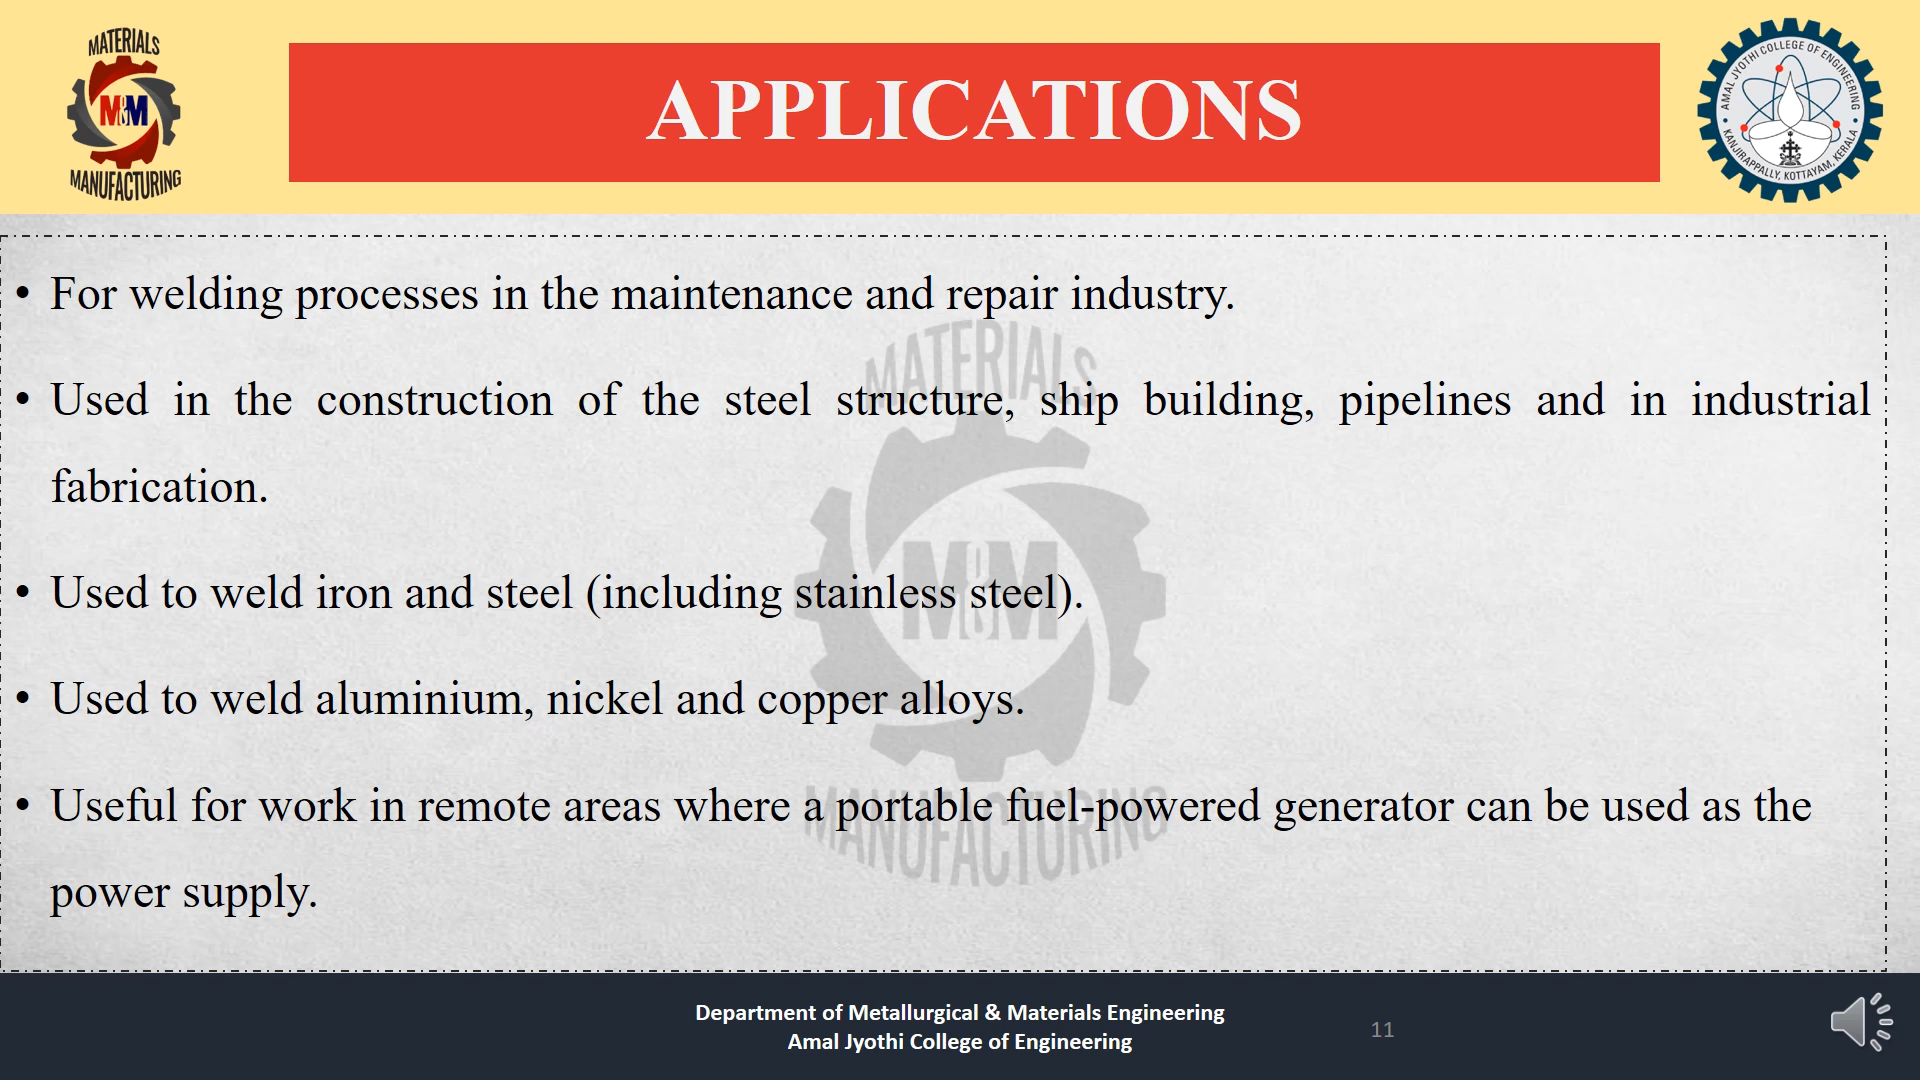 MATERIALS
M&M
MANUFACTURING
APPLICATIONS
AMAL JYOTHI COLLEGE OF ENGINEERING
KANJIRAPPALLY, KOTTAYAM, KERALA
• For welding processes in the maintenance and repair industry.
• Used in the construction of the steel structure, ship building, pipelines and in industrial
fabrication.
• Used to weld iron and steel (including stainless steel).
• Used to weld aluminium, nickel and copper alloys.
• Useful for work in remote areas where a portable fuel-powered generator can be used as the
power supply.
MATERIALS
M&M
MANUFACTURING
Department of Metallurgical & Materials Engineering
Amal Jyothi College of Engineering
11